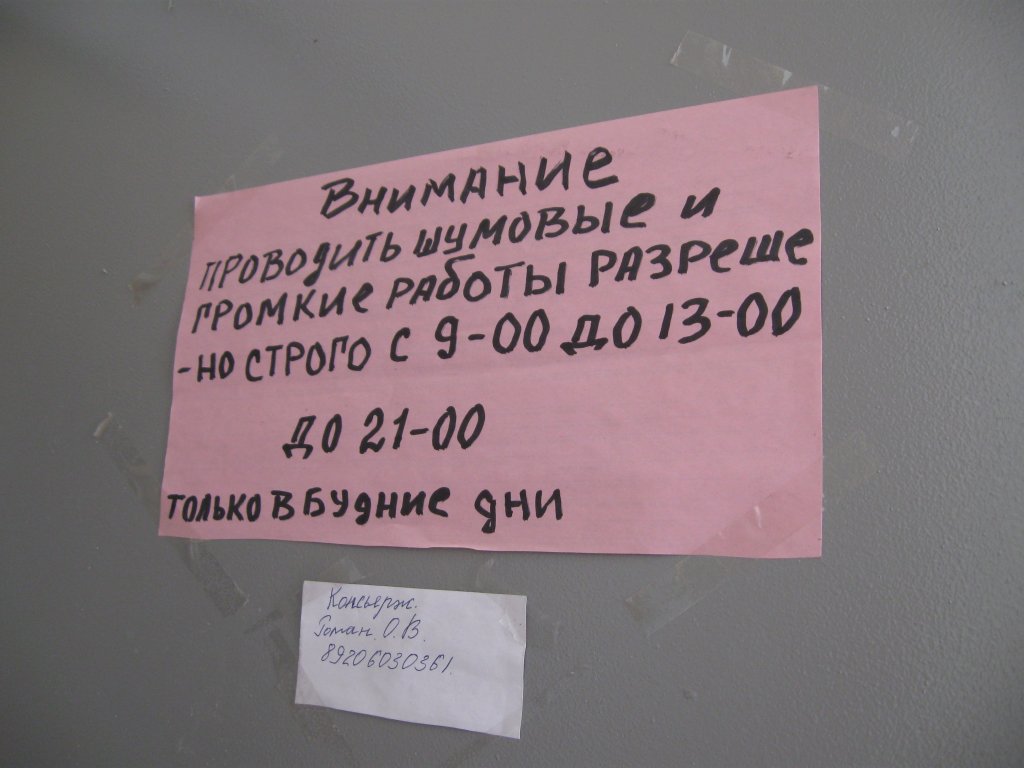 ВНИМАНИЕ
ПРОВОДИТЬ ШУМОВЫЕ И
ГРОМКИЕ РАБОТЫ РАЗРЕШЕ
-НО СТРОГО С 9-00 ДО 13-00
ДО 21-00
ТОЛЬКО В БУДНИЕ ДНИ
Консьерж.
Гоман. О.В.
89206030361.